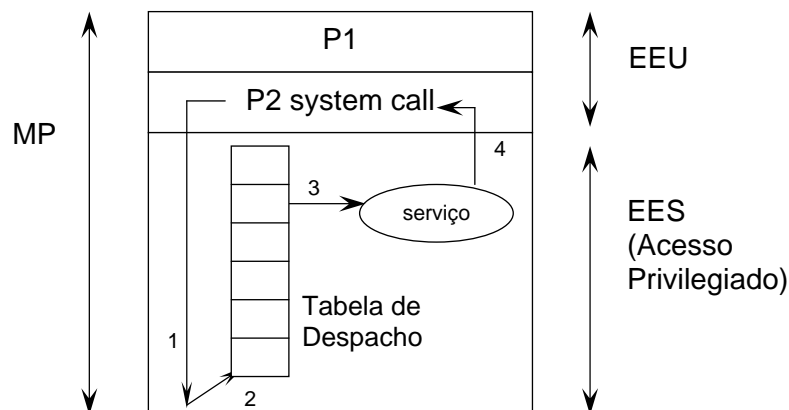 P1
EEU
P2 system call
MP
4
3
serviço
EES
(Acesso
Privilegiado)
Tabela de
Despacho
1
2